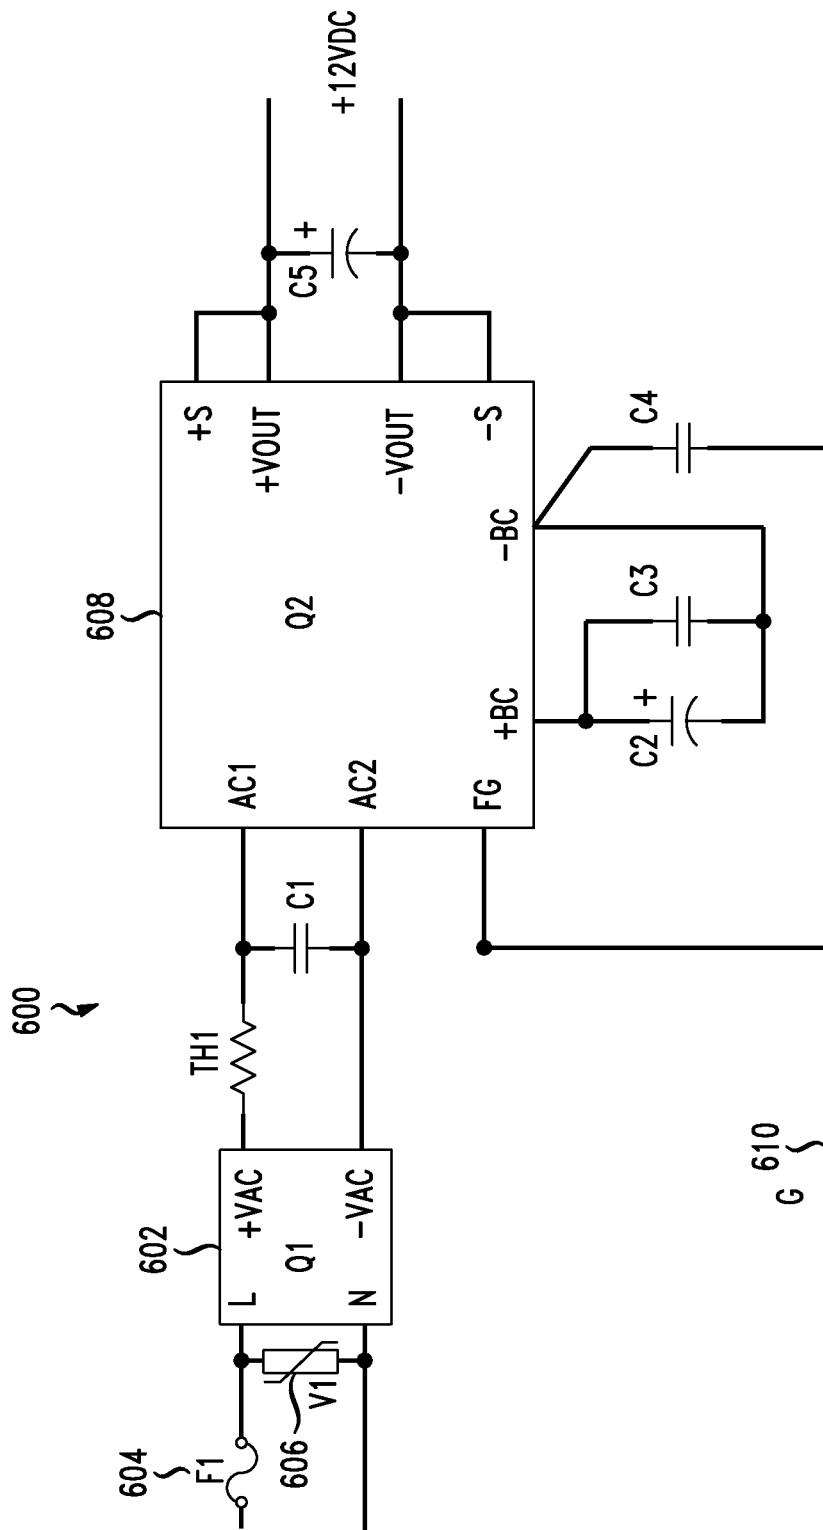 600
604
F1
606
V1
602
L
N
Q1
+VAC
-VAC
TH1
C1
608
AC1
AC2
FG
Q2
+BC
-BC
+S
+VOUT
-VOUT
-S
C2 +
C3
C4
C5 +
+12VDC
610
G